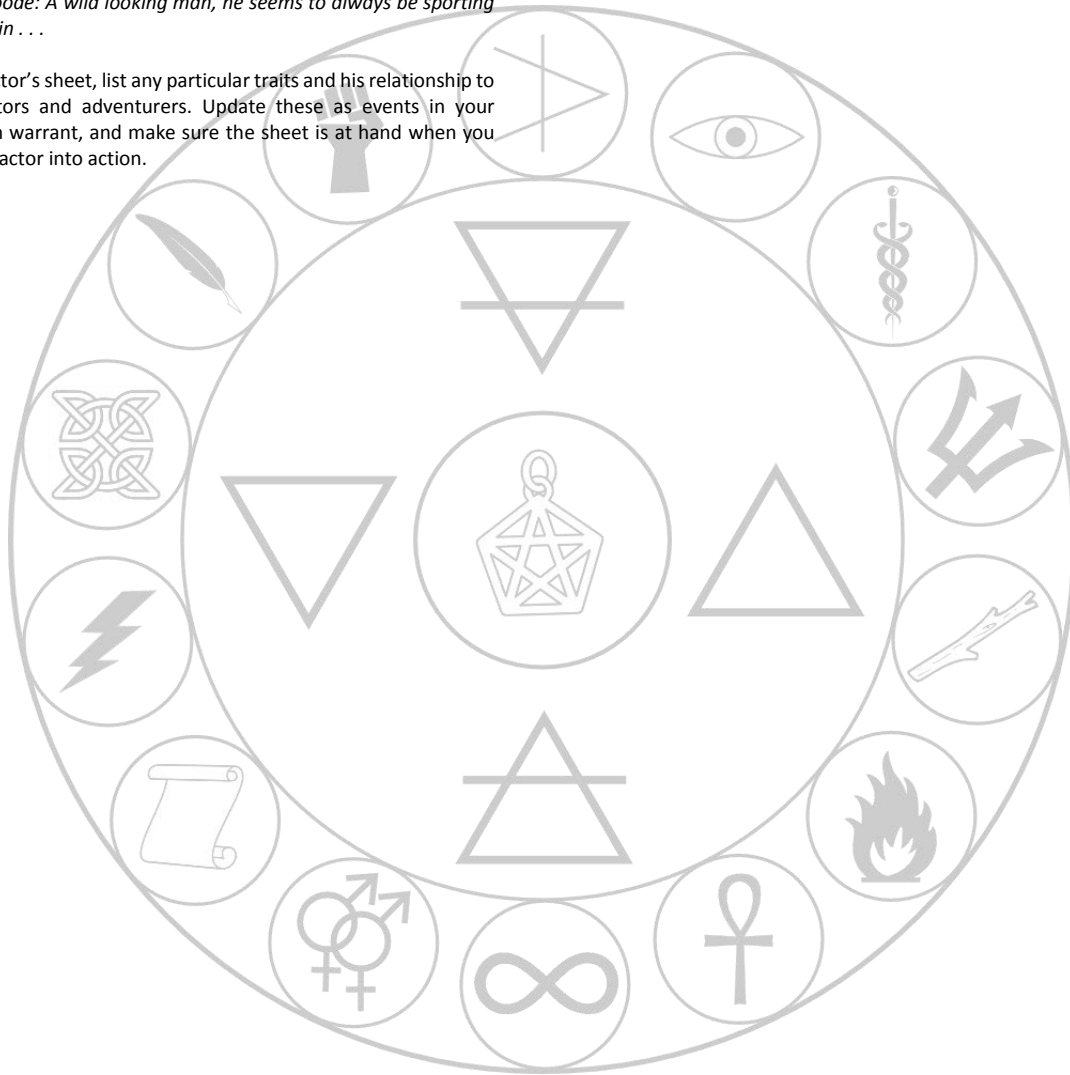 ode: A wild looking man, he seems to always be sporting
in . . .
tor’s sheet, list any particular traits and his relationship to
tors and adventurers. Update these as events in your
warrant, and make sure the sheet is at hand when you
actor into action.